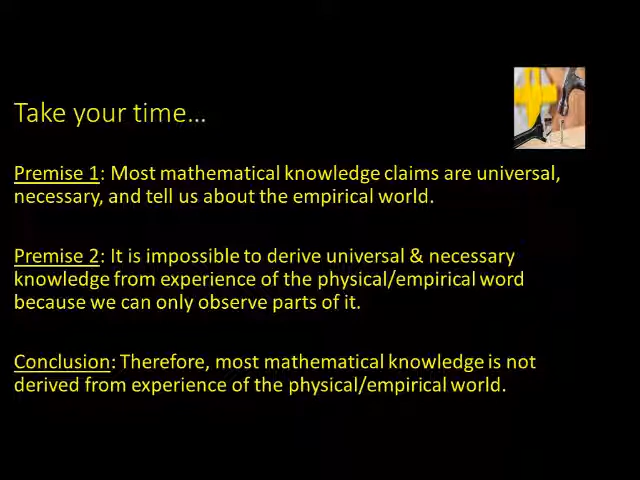 Take your time...
Premise 1: Most mathematical knowledge claims are universal,
necessary, and tell us about the empirical world.
Premise 2: It is impossible to derive universal & necessary
knowledge from experience of the physical/empirical word
because we can only observe parts of it.
Conclusion: Therefore, most mathematical knowledge is not
derived from experience of the physical/empirical world.